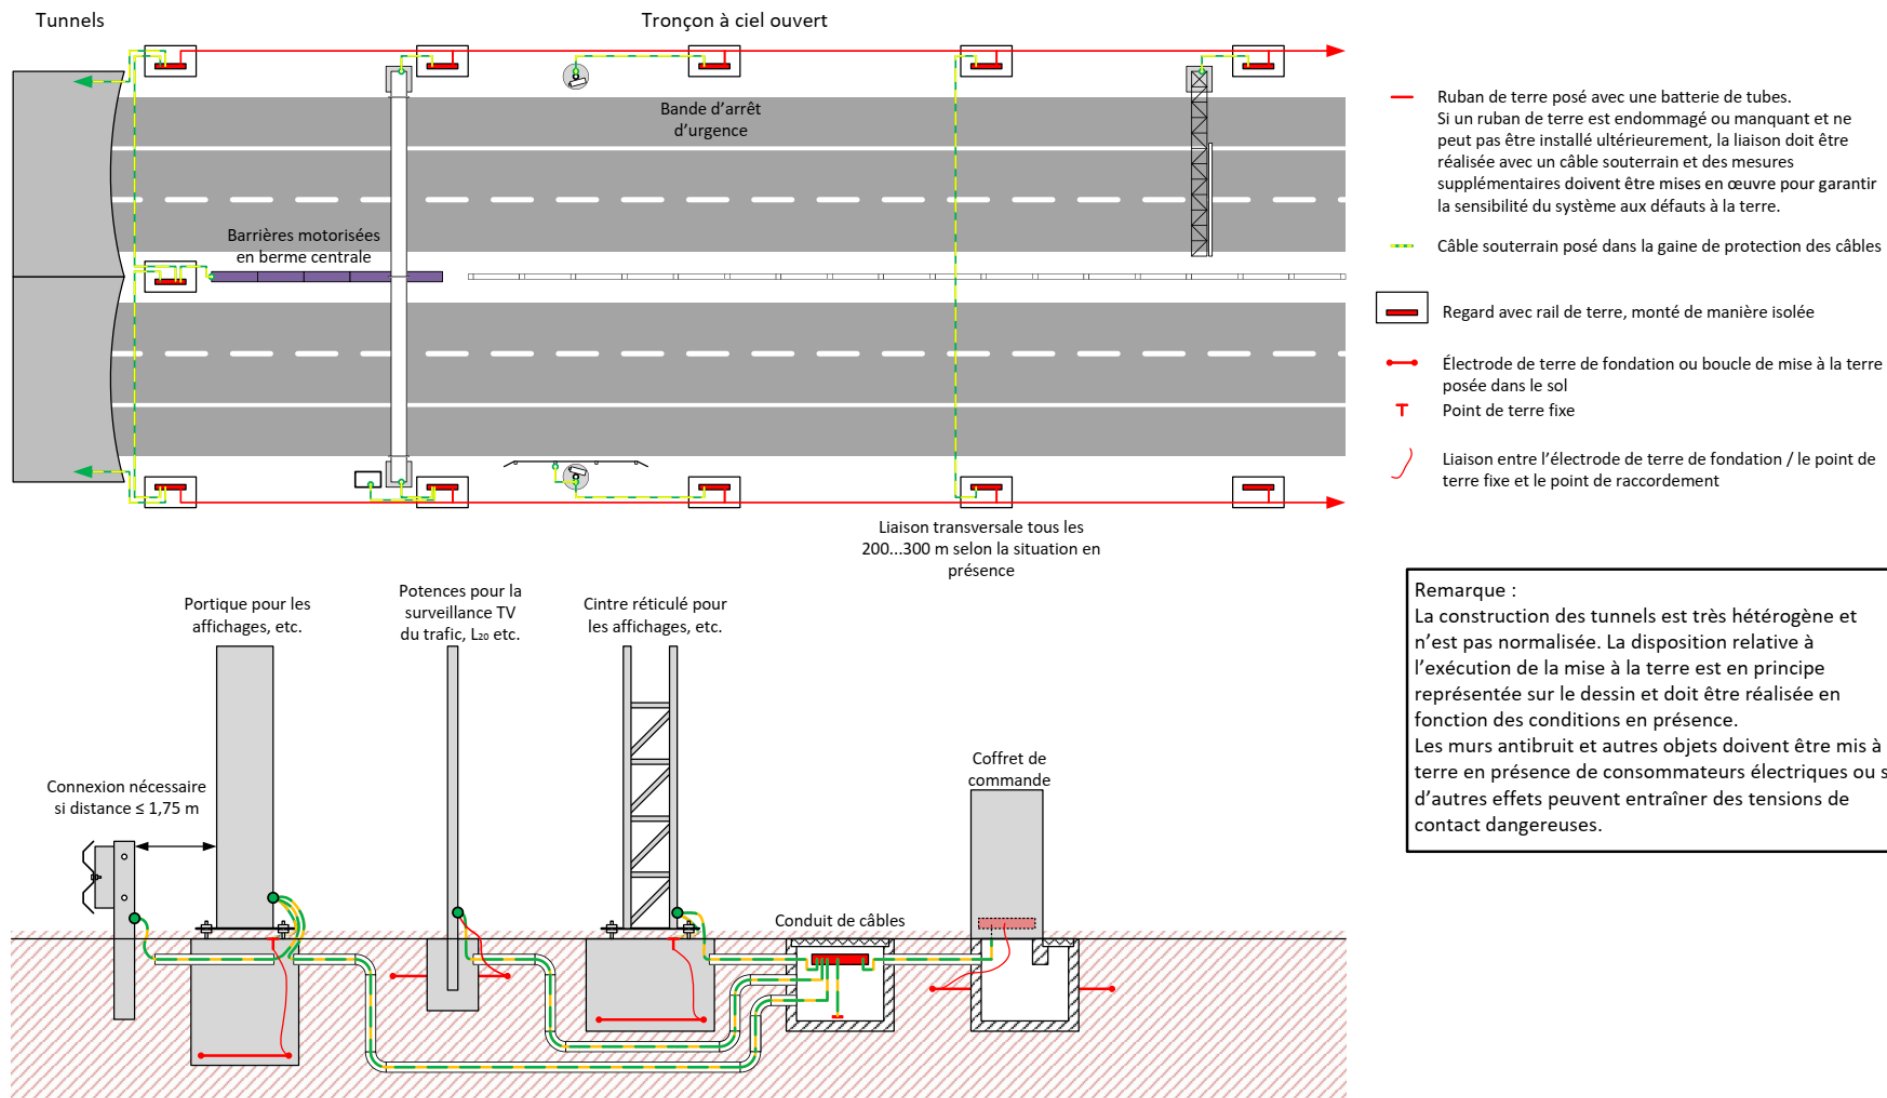 Tunnels
Tronçon à ciel ouvert
Bande d’arrêt
d’urgence
Barrières motorisées
en berme centrale
Liaison transversale tous les
200...300 m selon la situation en
présence
Ruban de terre posé avec une batterie de tubes.
Si un ruban de terre est endommagé ou manquant et ne
peut pas être installé ultérieurement, la liaison doit être
réalisée avec un câble souterrain et des mesures
supplémentaires doivent être mises en œuvre pour garantir
la sensibilité du système aux défauts à la terre.
Câble souterrain posé dans la gaine de protection des câbles
Regard avec rail de terre, monté de manière isolée
Électrode de terre de fondation ou boucle de mise à la terre
posée dans le sol
Point de terre fixe
Liaison entre l’électrode de terre de fondation / le point de
terre fixe et le point de raccordement
Portique pour les
affichages, etc.
Potences pour la
surveillance TV
du trafic, L20 etc.
Cintre réticulé pour
les affichages, etc.
Connexion nécessaire
si distance ≤ 1,75 m
Conduit de câbles
Coffret de
commande
Remarque :
La construction des tunnels est très hétérogène et
n’est pas normalisée. La disposition relative à
l’exécution de la mise à la terre est en principe
représentée sur le dessin et doit être réalisée en
fonction des conditions en présence.
Les murs antibruit et autres objets doivent être mis à
terre en présence de consommateurs électriques ou s
d’autres effets peuvent entraîner des tensions de
contact dangereuses.